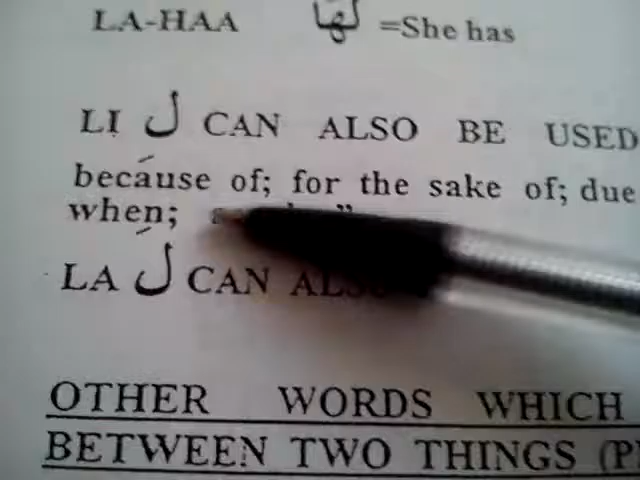 LA-HAA لَهَا =She has
LI لِ CAN ALSO BE USED
because of; for the sake of; due
when;
LA لَ CAN
OTHER WORDS WHICH
BETWEEN TWO THINGS